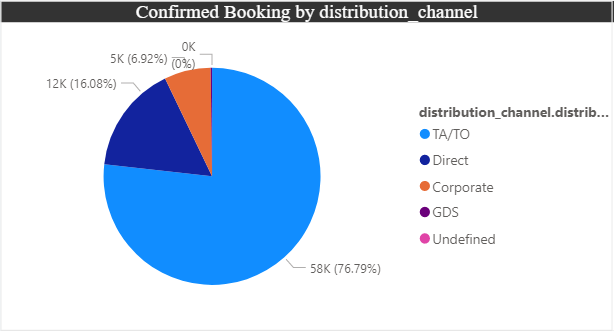 Confirmed Booking by distribution_channel
0K
(0%)
5K (6.92%)
12K (16.08%)
58K (76.79%)
distribution_channel.distrib...
TA/TO
Direct
Corporate
GDS
Undefined